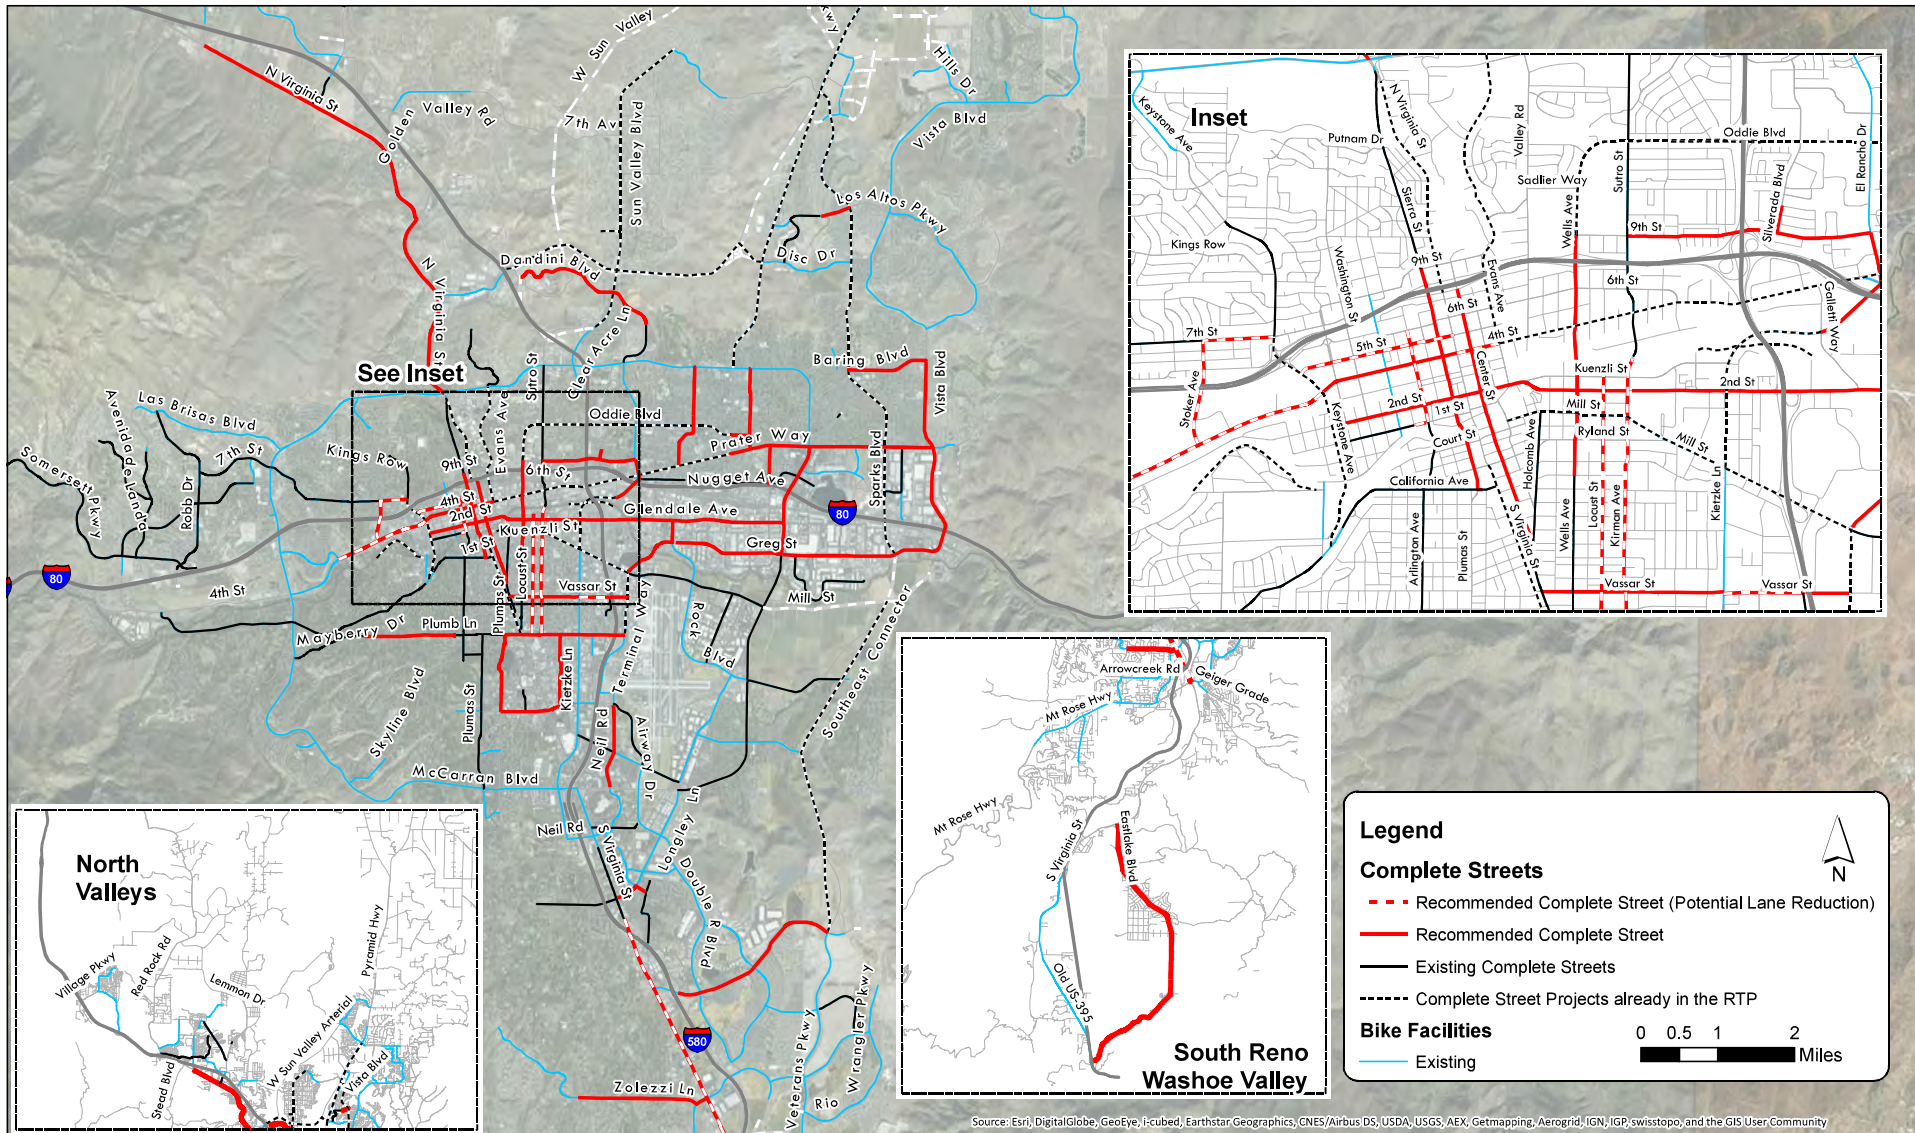 N Virginia St
Golden Valley Rd
W Sun Valley
7th Av
Sun Valley Blvd
Pkwy
Hills Dr
Vista Blvd
Los Altos Pkwy
Disc Dr
Dandini Blvd
N Virginia St
Clear Acre Ln
Sutro St
See Inset
Baring Blvd
Vista Blvd
Las Brisas Blvd
Avenida de Landa
Somersett Pkwy
7th St
Robb Dr
Kings Row
9th St
Evans Ave
Oddie Blvd
6th St
Prater Way
Nugget Ave
Sparks Blvd
4th St
2nd St
1st St
Kuenzli St
Glendale Ave
Greg St
80
80
4th St
Locust St
Plumas St
Vassar St
Mill St
Mayberry Dr
Plumb Ln
Terminal Way
Rock Blvd
Southeast Connector
Skyline Blvd
Plumas St
Kietzke Ln
Neil Rd
Airway Dr
McCarran Blvd
Neil Rd
S Virginia St
Longley Ln
Double R Blvd
580
Zolezzi Ln
Veterans Pkwy
Rio Wrangler Pkwy
Inset
Keystone Ave
Putnam Dr
N Virginia St
Valley Rd
Oddie Blvd
El Rancho Dr
Sutro St
Sadlier Way
Sierra St
Wells Ave
9th St
Silverada Blvd
Kings Row
Washington St
9th St
Evans Ave
6th St
6th St
Galletti Way
7th St
5th St
4th St
Center St
Kuenzli St
2nd St
Stoker Ave
2nd St
1st St
Mill St
Keystone Ave
Court St
Ryland St
Mill St
Holcomb Ave
California Ave
Kietzke Ln
Arlington Ave
Plumas St
S Virginia St
Wells Ave
Locust St
Kirman Ave
Vassar St
Vassar St
North
Valleys
Village Pkwy
Red Rock Rd
Lemmon Dr
Pyramid Hwy
Stead Blvd
W Sun Valley Arterial
Vista Blvd
Arrowcreek Rd
Geiger Grade
Mt Rose Hwy
Mt Rose Hwy
S Virginia St
Eastlake Blvd
Old US-395
South Reno
Washoe Valley
Legend
Complete Streets
Recommended Complete Street (Potential Lane Reduction)
Recommended Complete Street
Existing Complete Streets
Complete Street Projects already in the RTP
Bike Facilities
Existing
N
0 0.5 1 2
Miles
Source: Esri, DigitalGlobe, GeoEye, i-cubed, Earthstar Geographics, CNES/Airbus DS, USDA, USGS, AEX, Getmapping, Aerogrid, IGN, IGP, swisstopo, and the GIS User Community